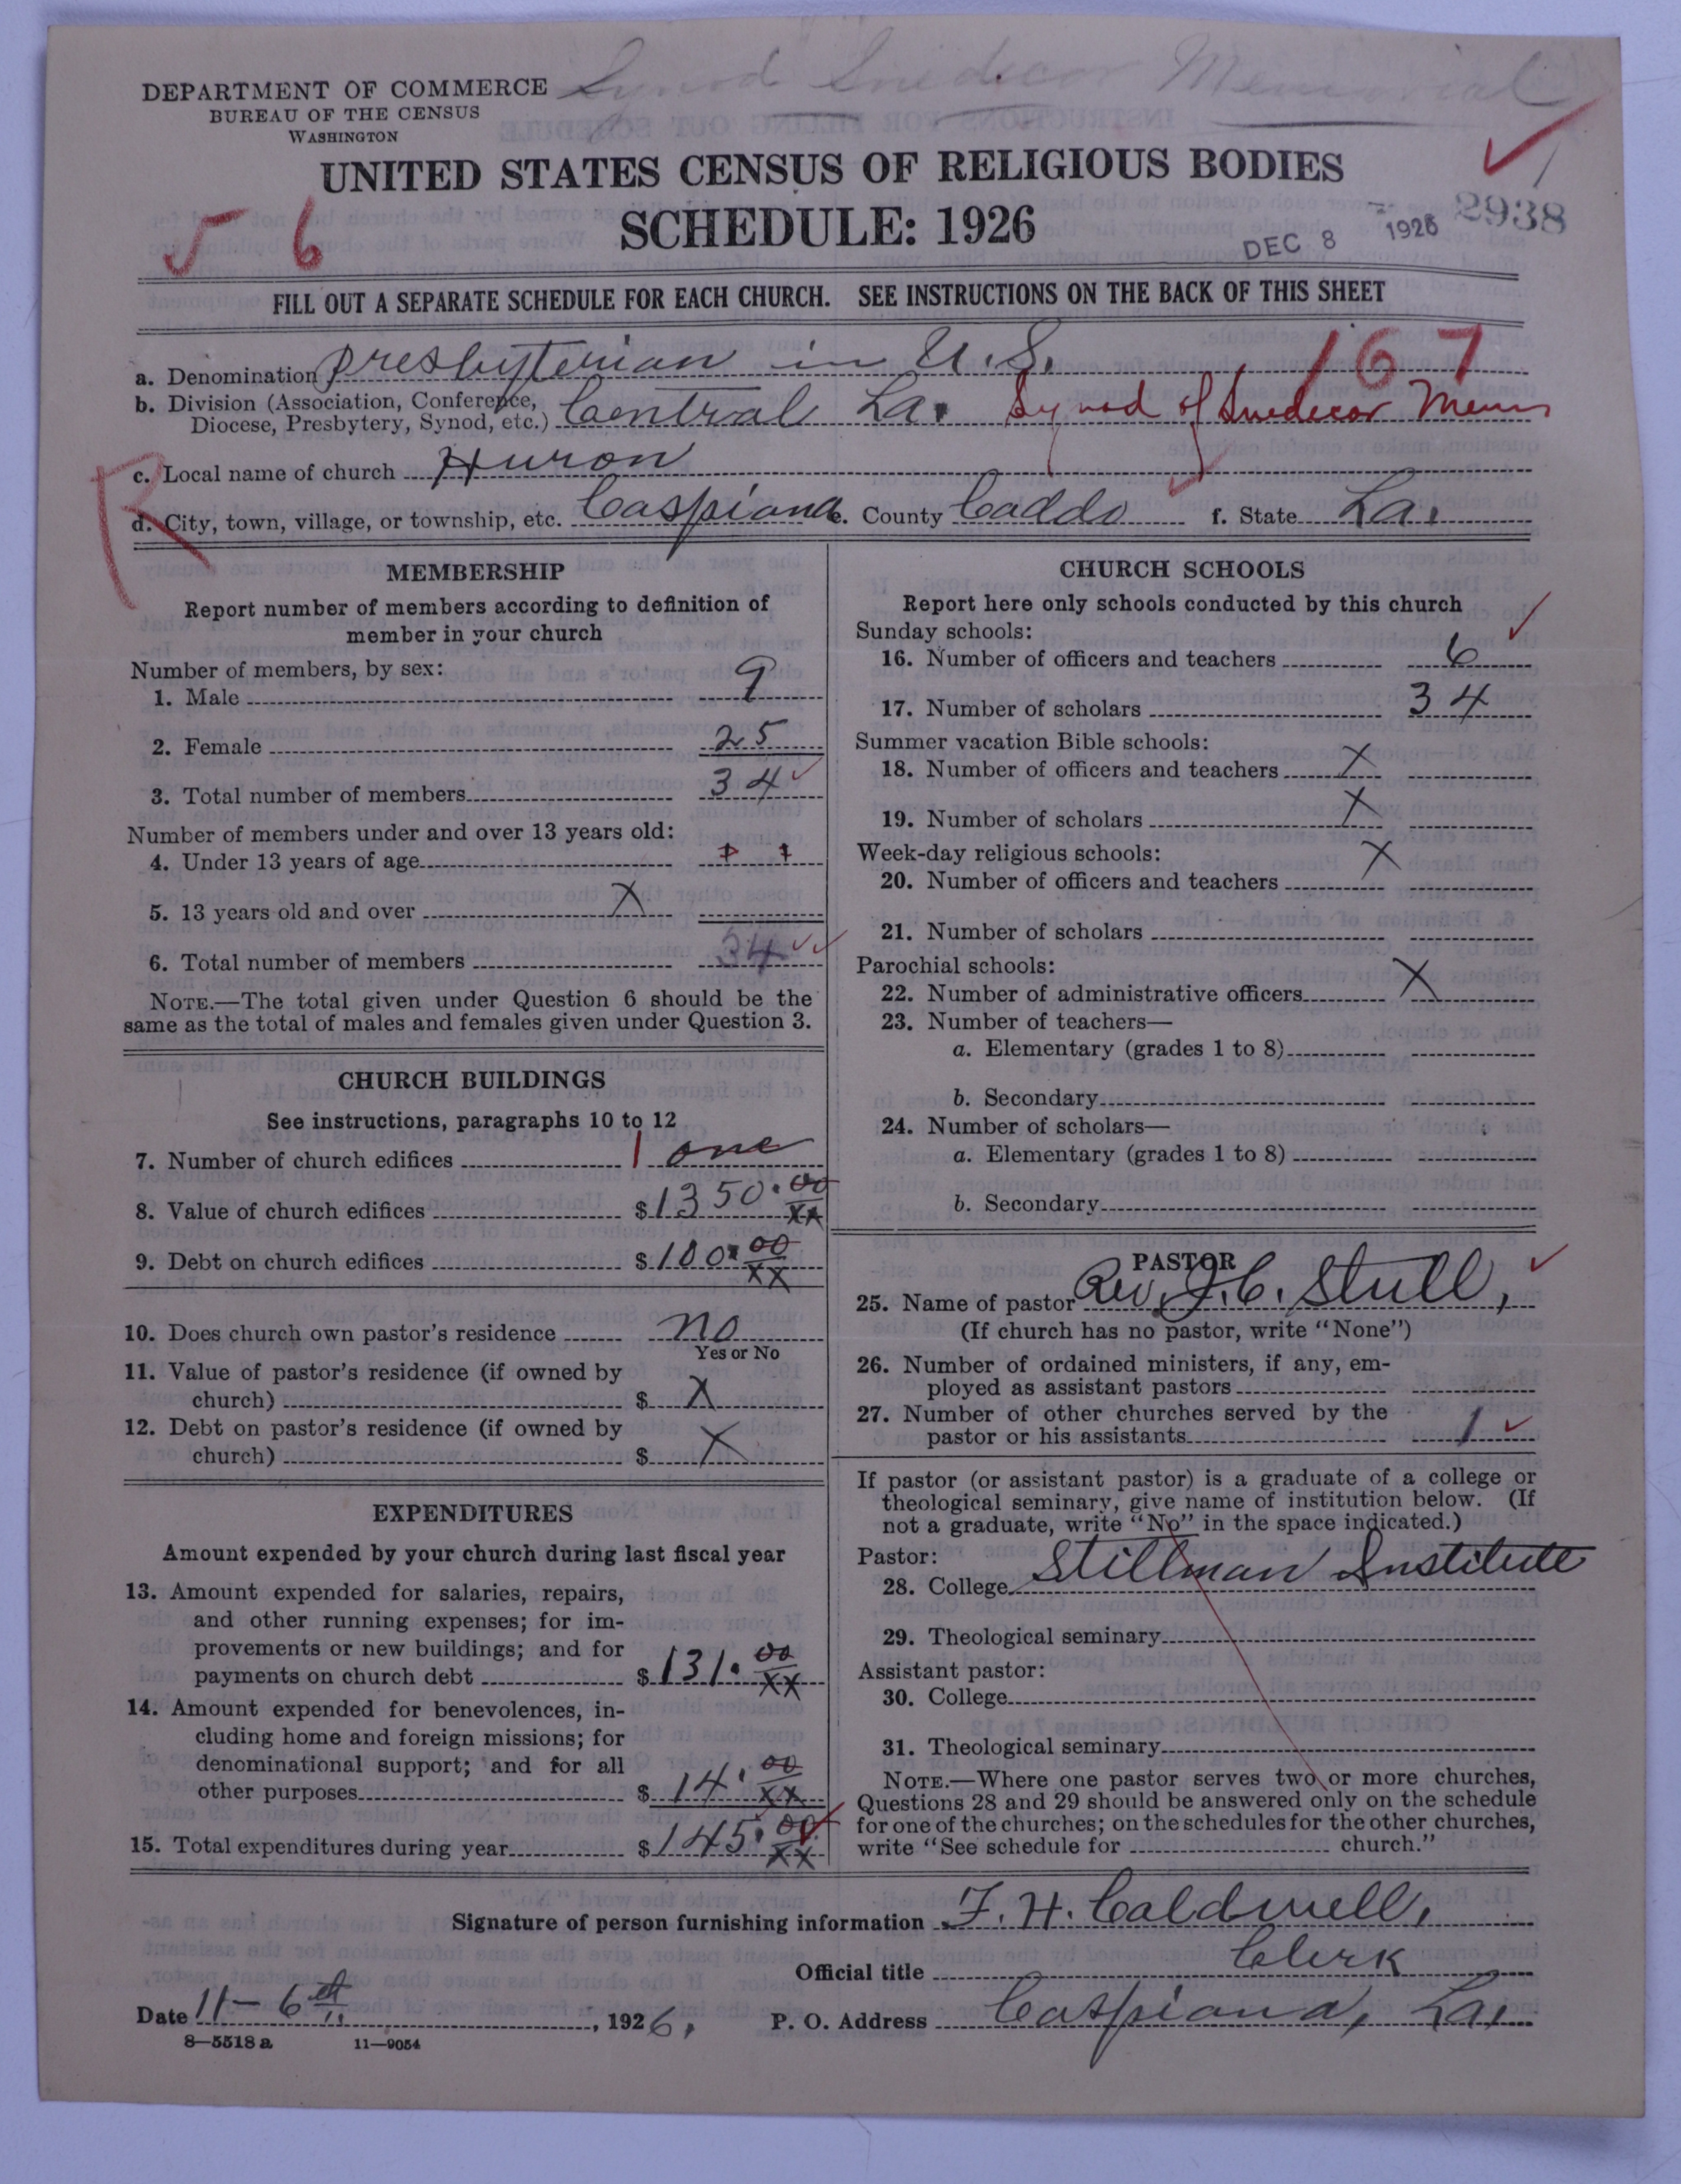 Synod Snedecor Memorial
DEPARTMENT OF COMMERCE
BUREAU OF THE CENSUS
WASHINGTON
UNITED STATES CENSUS OF RELIGIOUS BODIES
SCHEDULE: 1926
5 6
DEC 8 1926 2938
FILL OUT A SEPARATE SCHEDULE FOR EACH CHURCH. SEE INSTRUCTIONS ON THE BACK OF THIS SHEET
167
a. Denomination Presbyterian in U.S.
b. Division (Association, Conference, Diocese, Presbytery, Synod, etc.) Central La. Synod of Snedecor Mem
c. Local name of church Huron
R
d. City, town, village, or township, etc. Caspiana e. County Caddo f. State La.
MEMBERSHIP
Report number of members according to definition of
member in your church
Number of members, by sex:
1. Male 9
2. Female 25
3. Total number of members 34
Number of members under and over 13 years old:
4. Under 13 years of age
5. 13 years old and over X
6. Total number of members 34
NOTE.—The total given under Question 6 should be the
same as the total of males and females given under Question 3.
CHURCH BUILDINGS
See instructions, paragraphs 10 to 12
7. Number of church edifices 1 one
8. Value of church edifices $1350.00 xx
9. Debt on church edifices $100.00 xx
10. Does church own pastor's residence no
Yes or No
11. Value of pastor's residence (if owned by
church) $ X
12. Debt on pastor's residence (if owned by
church) $ X
EXPENDITURES
Amount expended by your church during last fiscal year
13. Amount expended for salaries, repairs,
and other running expenses; for im-
provements or new buildings; and for
payments on church debt $131.00 xx
14. Amount expended for benevolences, in-
cluding home and foreign missions; for
denominational support; and for all
other purposes $14.00 xx
15. Total expenditures during year $145.00 xx
CHURCH SCHOOLS
Report here only schools conducted by this church
Sunday schools:
16. Number of officers and teachers 6
17. Number of scholars 34
Summer vacation Bible schools:
18. Number of officers and teachers X
19. Number of scholars X
Week-day religious schools:
20. Number of officers and teachers X
21. Number of scholars
Parochial schools:
22. Number of administrative officers X
23. Number of teachers—
a. Elementary (grades 1 to 8)
b. Secondary
24. Number of scholars—
a. Elementary (grades 1 to 8)
b. Secondary
PASTOR
25. Name of pastor Rev. J.C. Stull,
(If church has no pastor, write "None")
26. Number of ordained ministers, if any, em-
ployed as assistant pastors
27. Number of other churches served by the
pastor or his assistants 1
If pastor (or assistant pastor) is a graduate of a college or
theological seminary, give name of institution below. (If
not a graduate, write "No" in the space indicated.)
Pastor:
28. College Stillman Institute
29. Theological seminary
Assistant pastor:
30. College
31. Theological seminary
NOTE.—Where one pastor serves two or more churches,
Questions 28 and 29 should be answered only on the schedule
for one of the churches; on the schedules for the other churches,
write "See schedule for church."
Signature of person furnishing information F. H. Caldwell,
Official title Clerk
Date 11-6th, 1926. P. O. Address Caspiana, La.
8-5518 a 11-9054